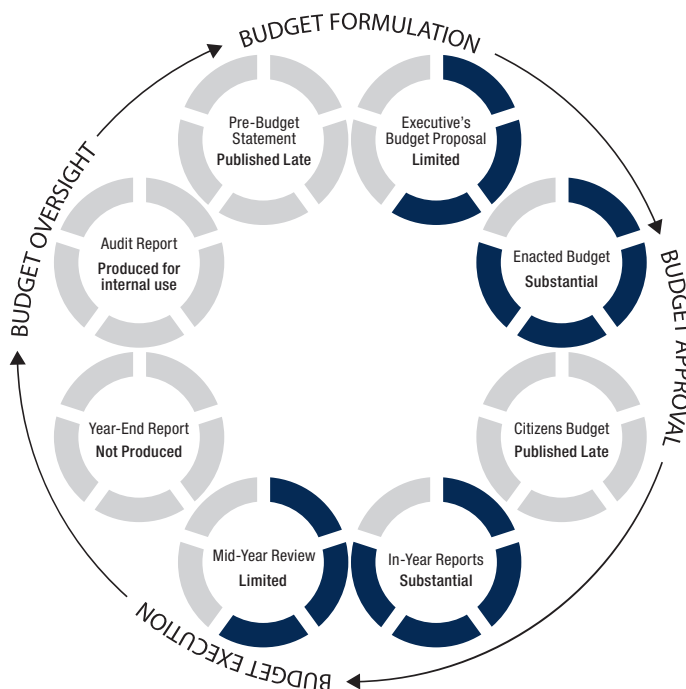 BUDGET FORMULATION
Pre-Budget
Statement
Published Late
Executive's
Budget Proposal
Limited
Enacted Budget
Substantial
BUDGET APPROVAL
Citizens Budget
Published Late
In-Year Reports
Substantial
Mid-Year Review
Limited
BUDGET EXECUTION
Year-End Report
Not Produced
Audit Report
Produced for
internal use
BUDGET OVERSIGHT